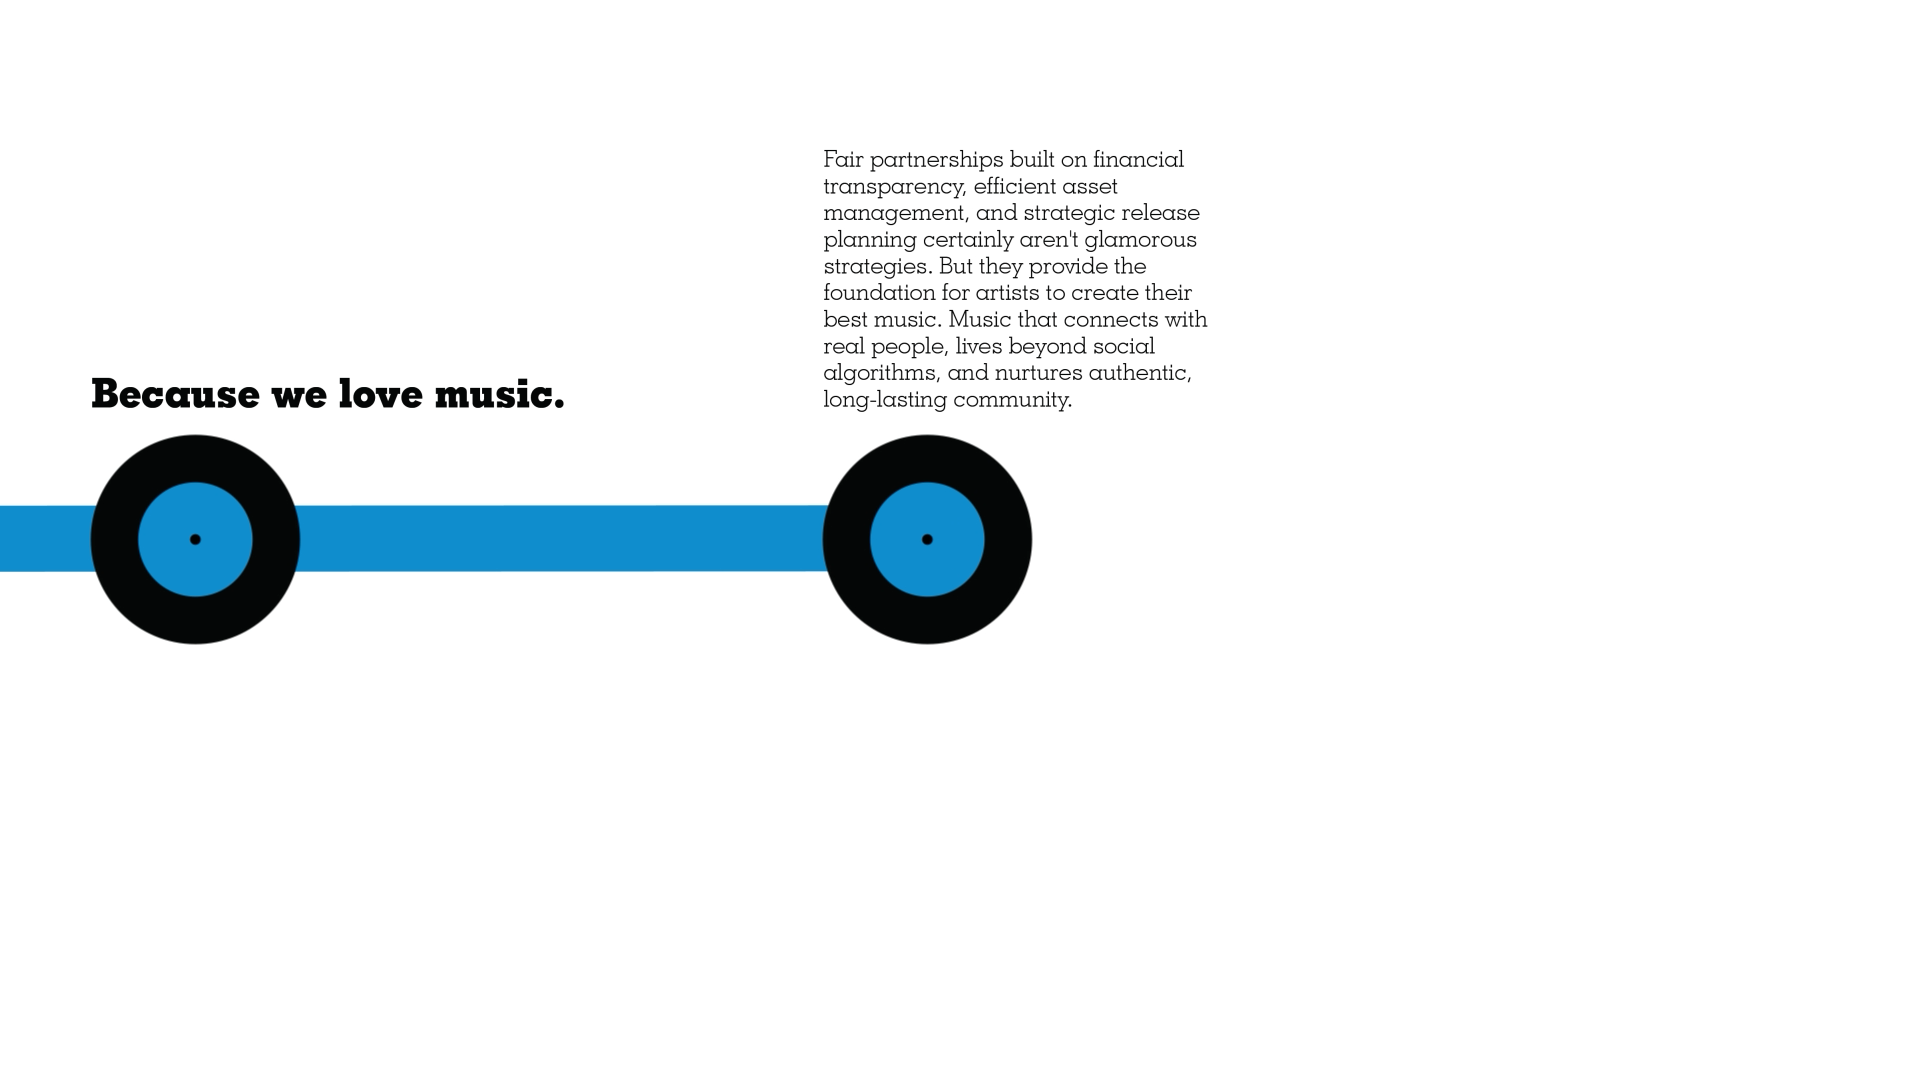 Because we love music.
Fair partnerships built on financial
transparency, efficient asset
management, and strategic release
planning certainly aren't glamorous
strategies. But they provide the
foundation for artists to create their
best music. Music that connects with
real people, lives beyond social
algorithms, and nurtures authentic,
long-lasting community.